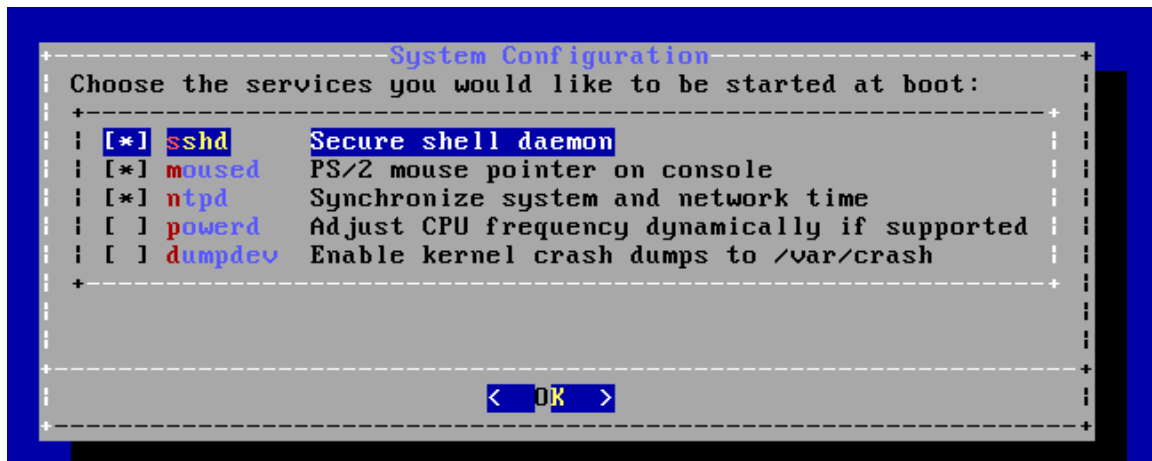 System Configuration
Choose the services you would like to be started at boot:
[*] sshd Secure shell daemon
[*] moused PS/2 mouse pointer on console
[*] ntpd Synchronize system and network time
[ ] powerd Adjust CPU frequency dynamically if supported
[ ] dumpdev Enable kernel crash dumps to /var/crash
< OK >